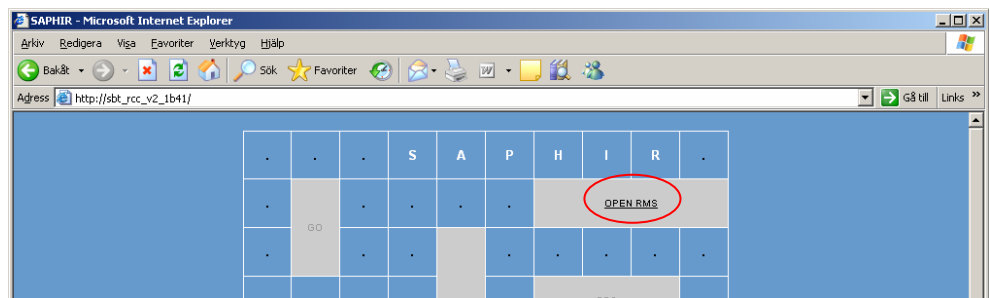 SAPHIR - Microsoft Internet Explorer
Arkiv Redigera Visa Favoriter Verktyg Hjälp
Bakåt Sök Favoriter
Adress http://sbt_rcc_v2_1b41/ Gå till Links »
. . . S A P H I R .
. . . . . OPEN RMS
GO
. . . . . . . . .